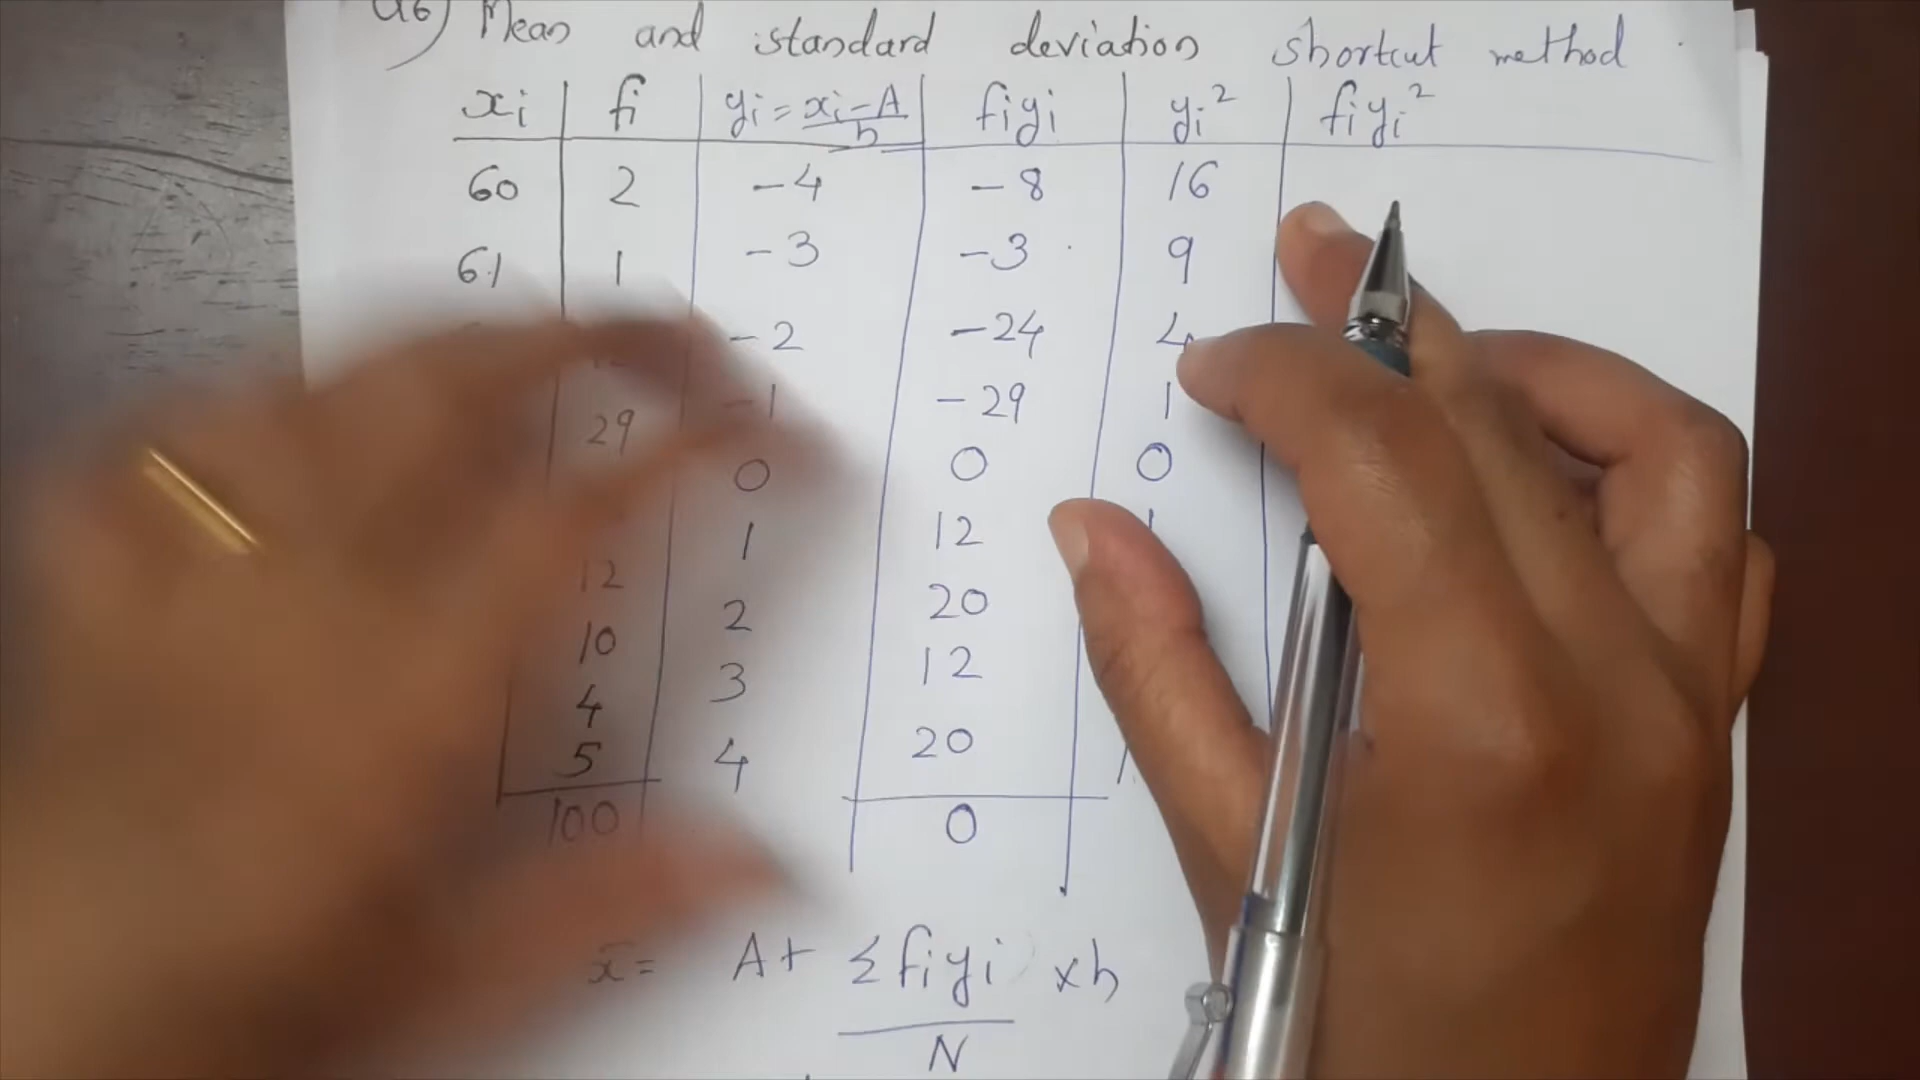 Q6) Mean and standard deviation shortcut method
xi fi yi = xi - A / h fiyi yi² fiyi²
60 2 -4 -8 16
61 1 -3 -3 9
-2 -24 4
29 -1 -29 1
0 0 0
12 1 12 1
10 2 20
4 3 12
5 4 20
100 0
x̄ = A + Σfiyi / N × h